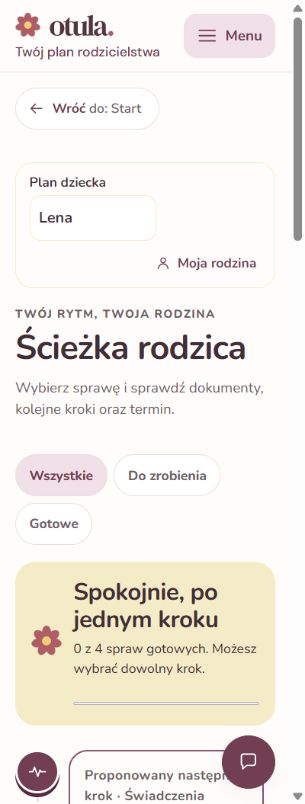 otula.
Twój plan rodzicielstwa
Menu
Wróć do: Start
Plan dziecka
Lena
Moja rodzina
TWÓJ RYTM, TWOJA RODZINA
Ścieżka rodzica
Wybierz sprawę i sprawdź dokumenty,
kolejne kroki oraz termin.
Wszystkie
Do zrobienia
Gotowe
Spokojnie, po
jednym kroku
0 z 4 spraw gotowych. Możesz
wybrać dowolny krok.
Proponowany
krok · Świadczenia